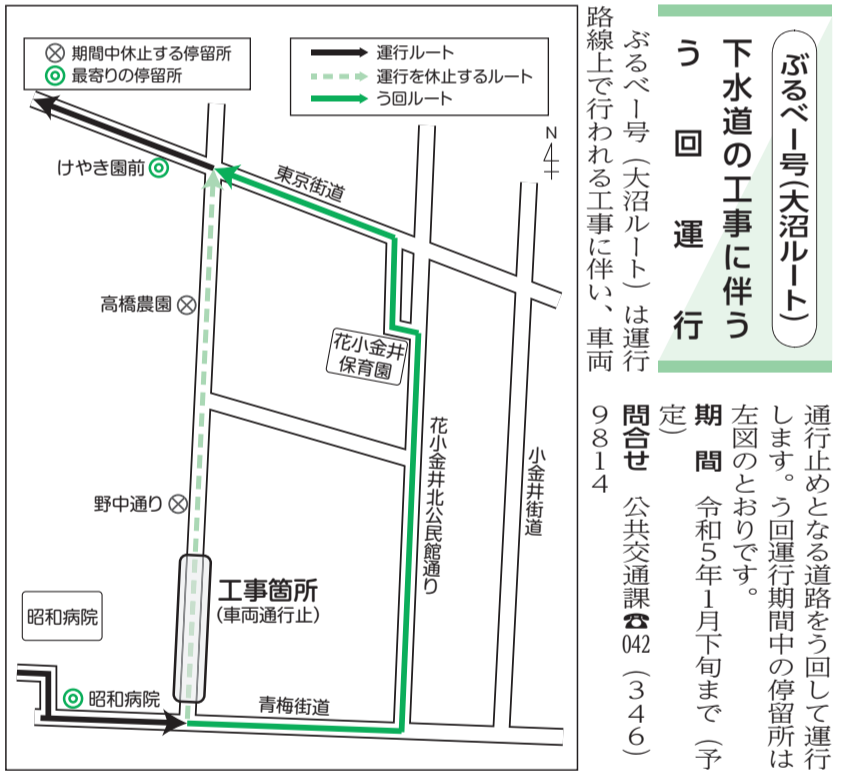 ぶるべー号(大沼ルート)
下水道の工事に伴う
う回運行
ぶるべー号(大沼ルート)は運行
路線上で行われる工事に伴い、車両
通行止めとなる道路をう回して運行
します。う回運行期間中の停留所は
左図のとおりです。
期間 令和5年1月下旬まで(予
定)
問合せ 公共交通課☎042(346)
9814
期間中休止する停留所
最寄りの停留所
運行ルート
運行を休止するルート
う回ルート
N
けやき園前
東京街道
高橋農園
花小金井
保育園
花小金井北公民館通り
小金井街道
野中通り
工事箇所
(車両通行止)
昭和病院
昭和病院
青梅街道